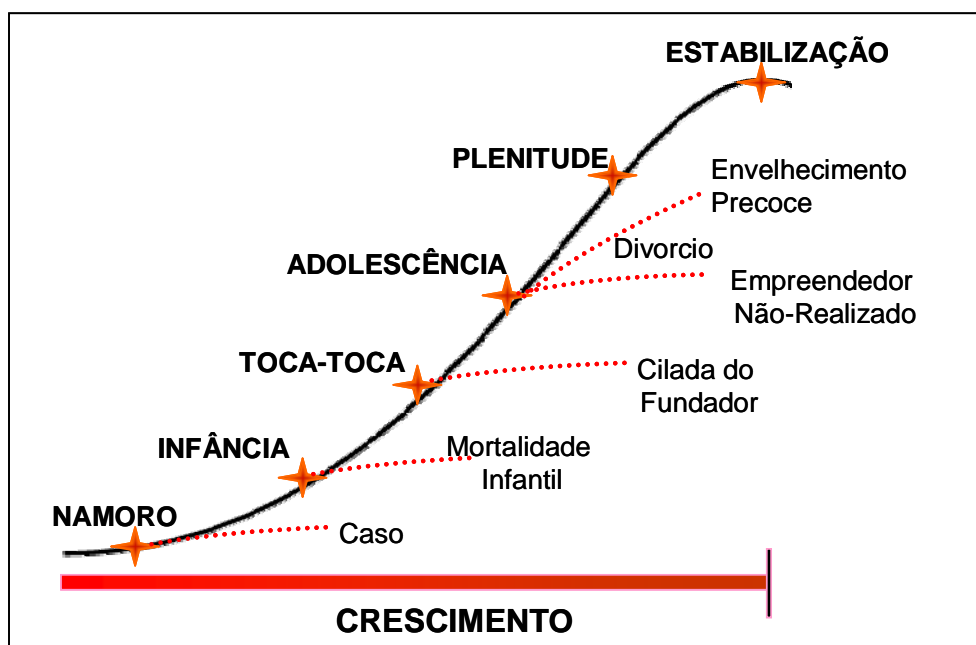 ESTABILIZAÇÃO
PLENITUDE
Envelhecimento
Precoce
Divorcio
ADOLESCÊNCIA
Empreendedor
Não-Realizado
TOCA-TOCA
Cilada do
Fundador
INFÂNCIA
Mortalidade
Infantil
NAMORO
Caso
CRESCIMENTO